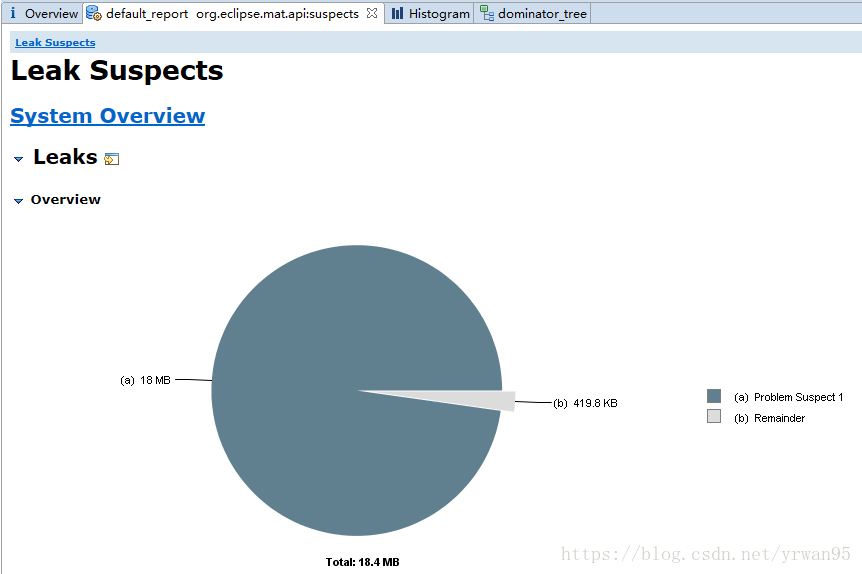 i Overview default_report org.eclipse.mat.api:suspects Histogram dominator_tree
Leak Suspects
Leak Suspects
System Overview
Leaks
Overview
(a) 18 MB
(b) 419.8 KB
(a) Problem Suspect 1
(b) Remainder
Total: 18.4 MB
https://blog.csdn.net/yrwan95